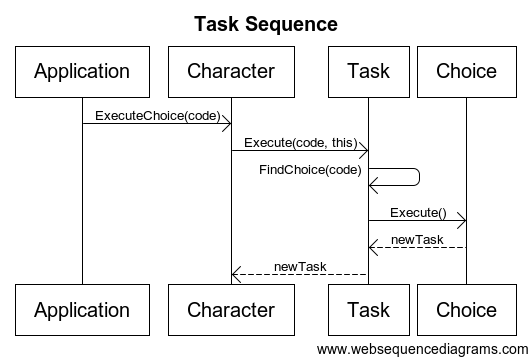 Task Sequence
Application Character Task Choice
ExecuteChoice(code)
Execute(code, this)
FindChoice(code)
Execute()
newTask
newTask
Application Character Task Choice
www.websequencediagrams.com